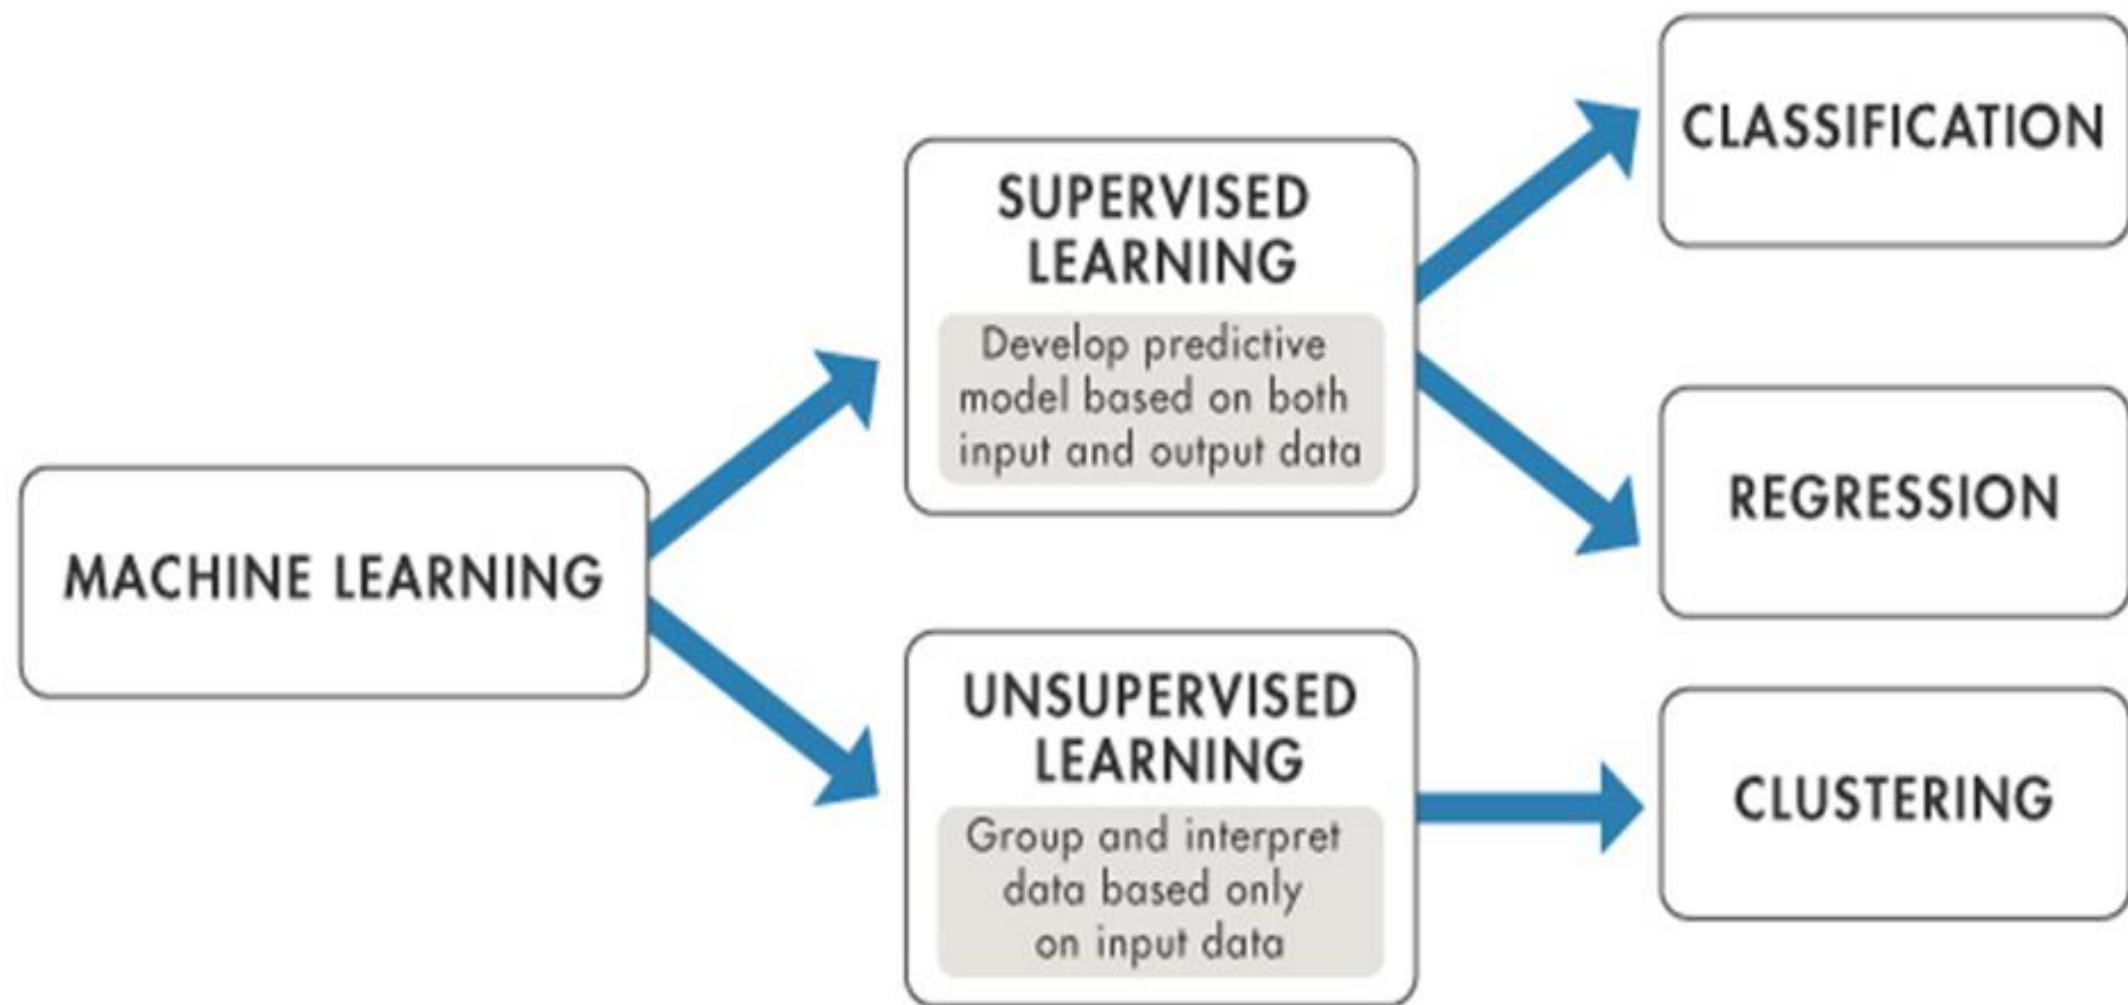 MACHINE LEARNING
SUPERVISED
LEARNING
Develop predictive
model based on both
input and output data
UNSUPERVISED
LEARNING
Group and interpret
data based only
on input data
CLASSIFICATION
REGRESSION
CLUSTERING